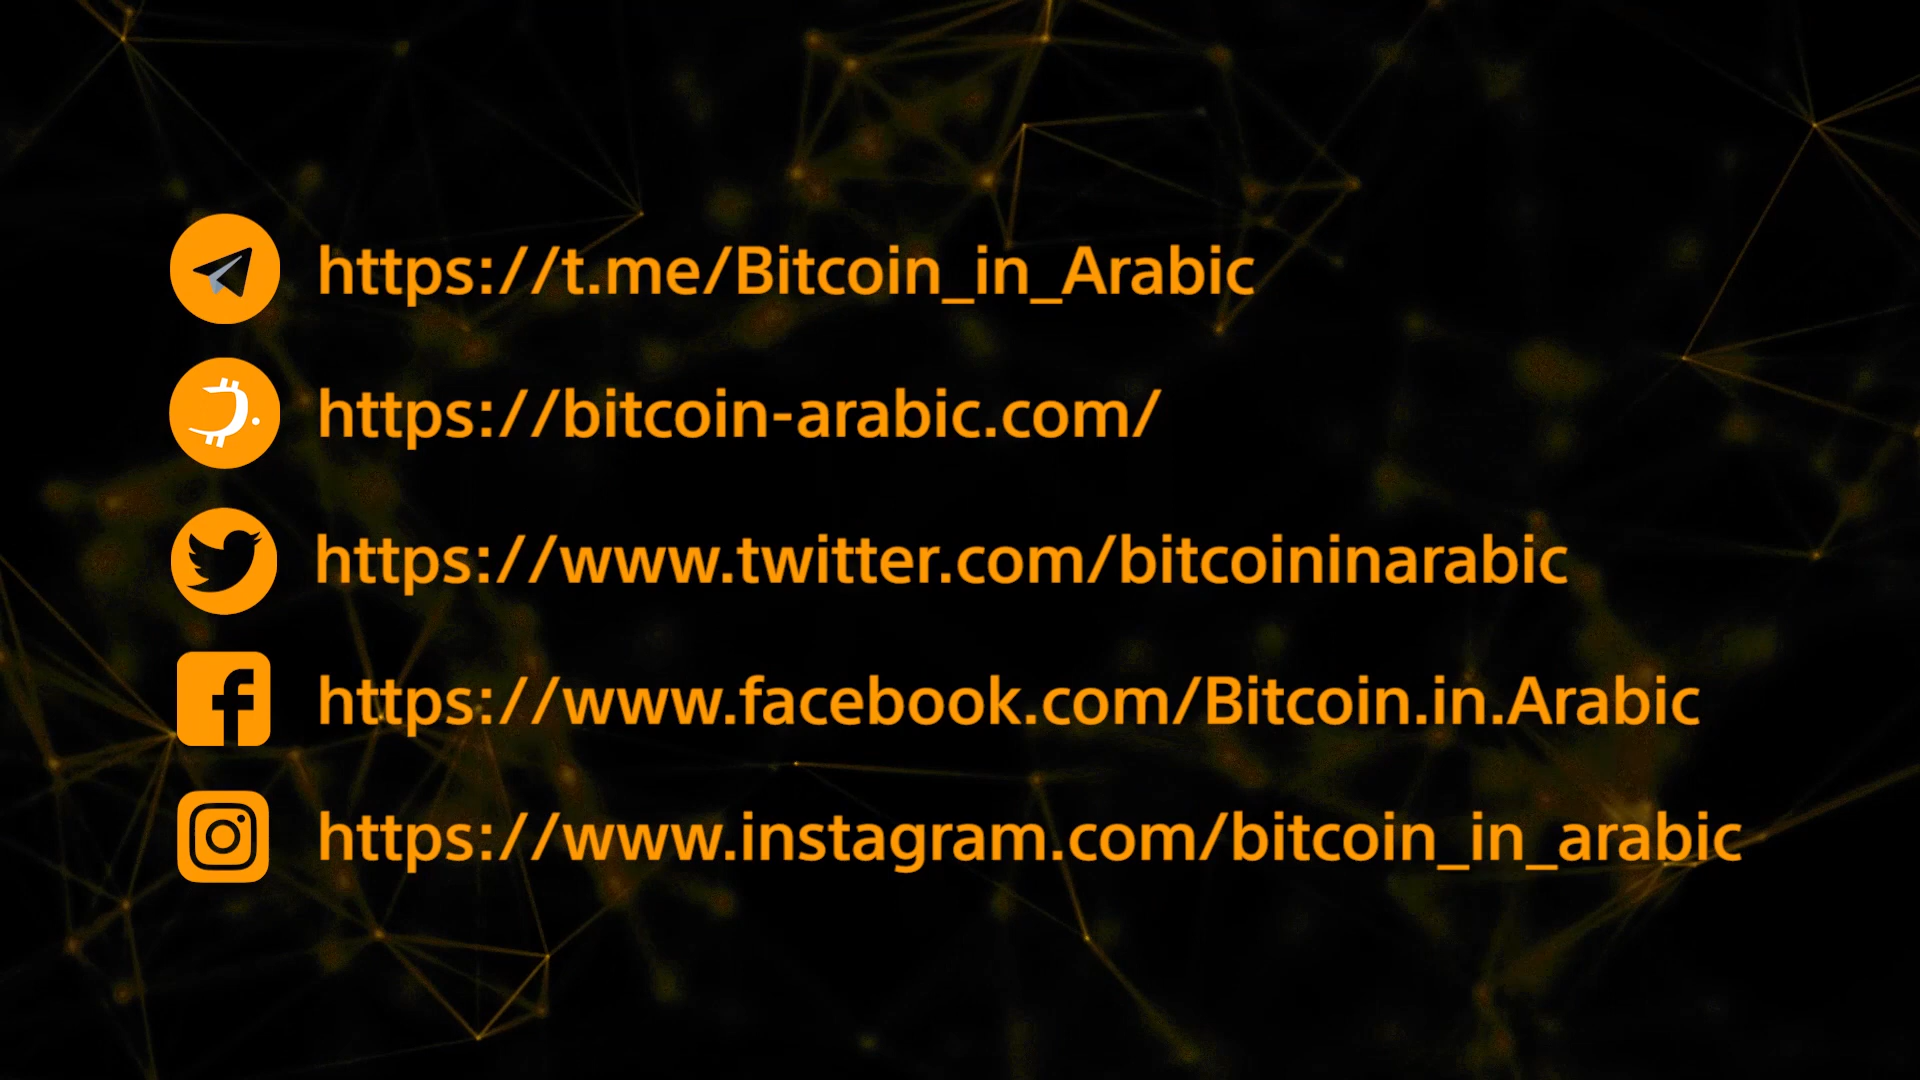 https://t.me/Bitcoin_in_Arabic
https://bitcoin-arabic.com/
https://www.twitter.com/bitcoininarabic
https://www.facebook.com/Bitcoin.in.Arabic
https://www.instagram.com/bitcoin_in_arabic